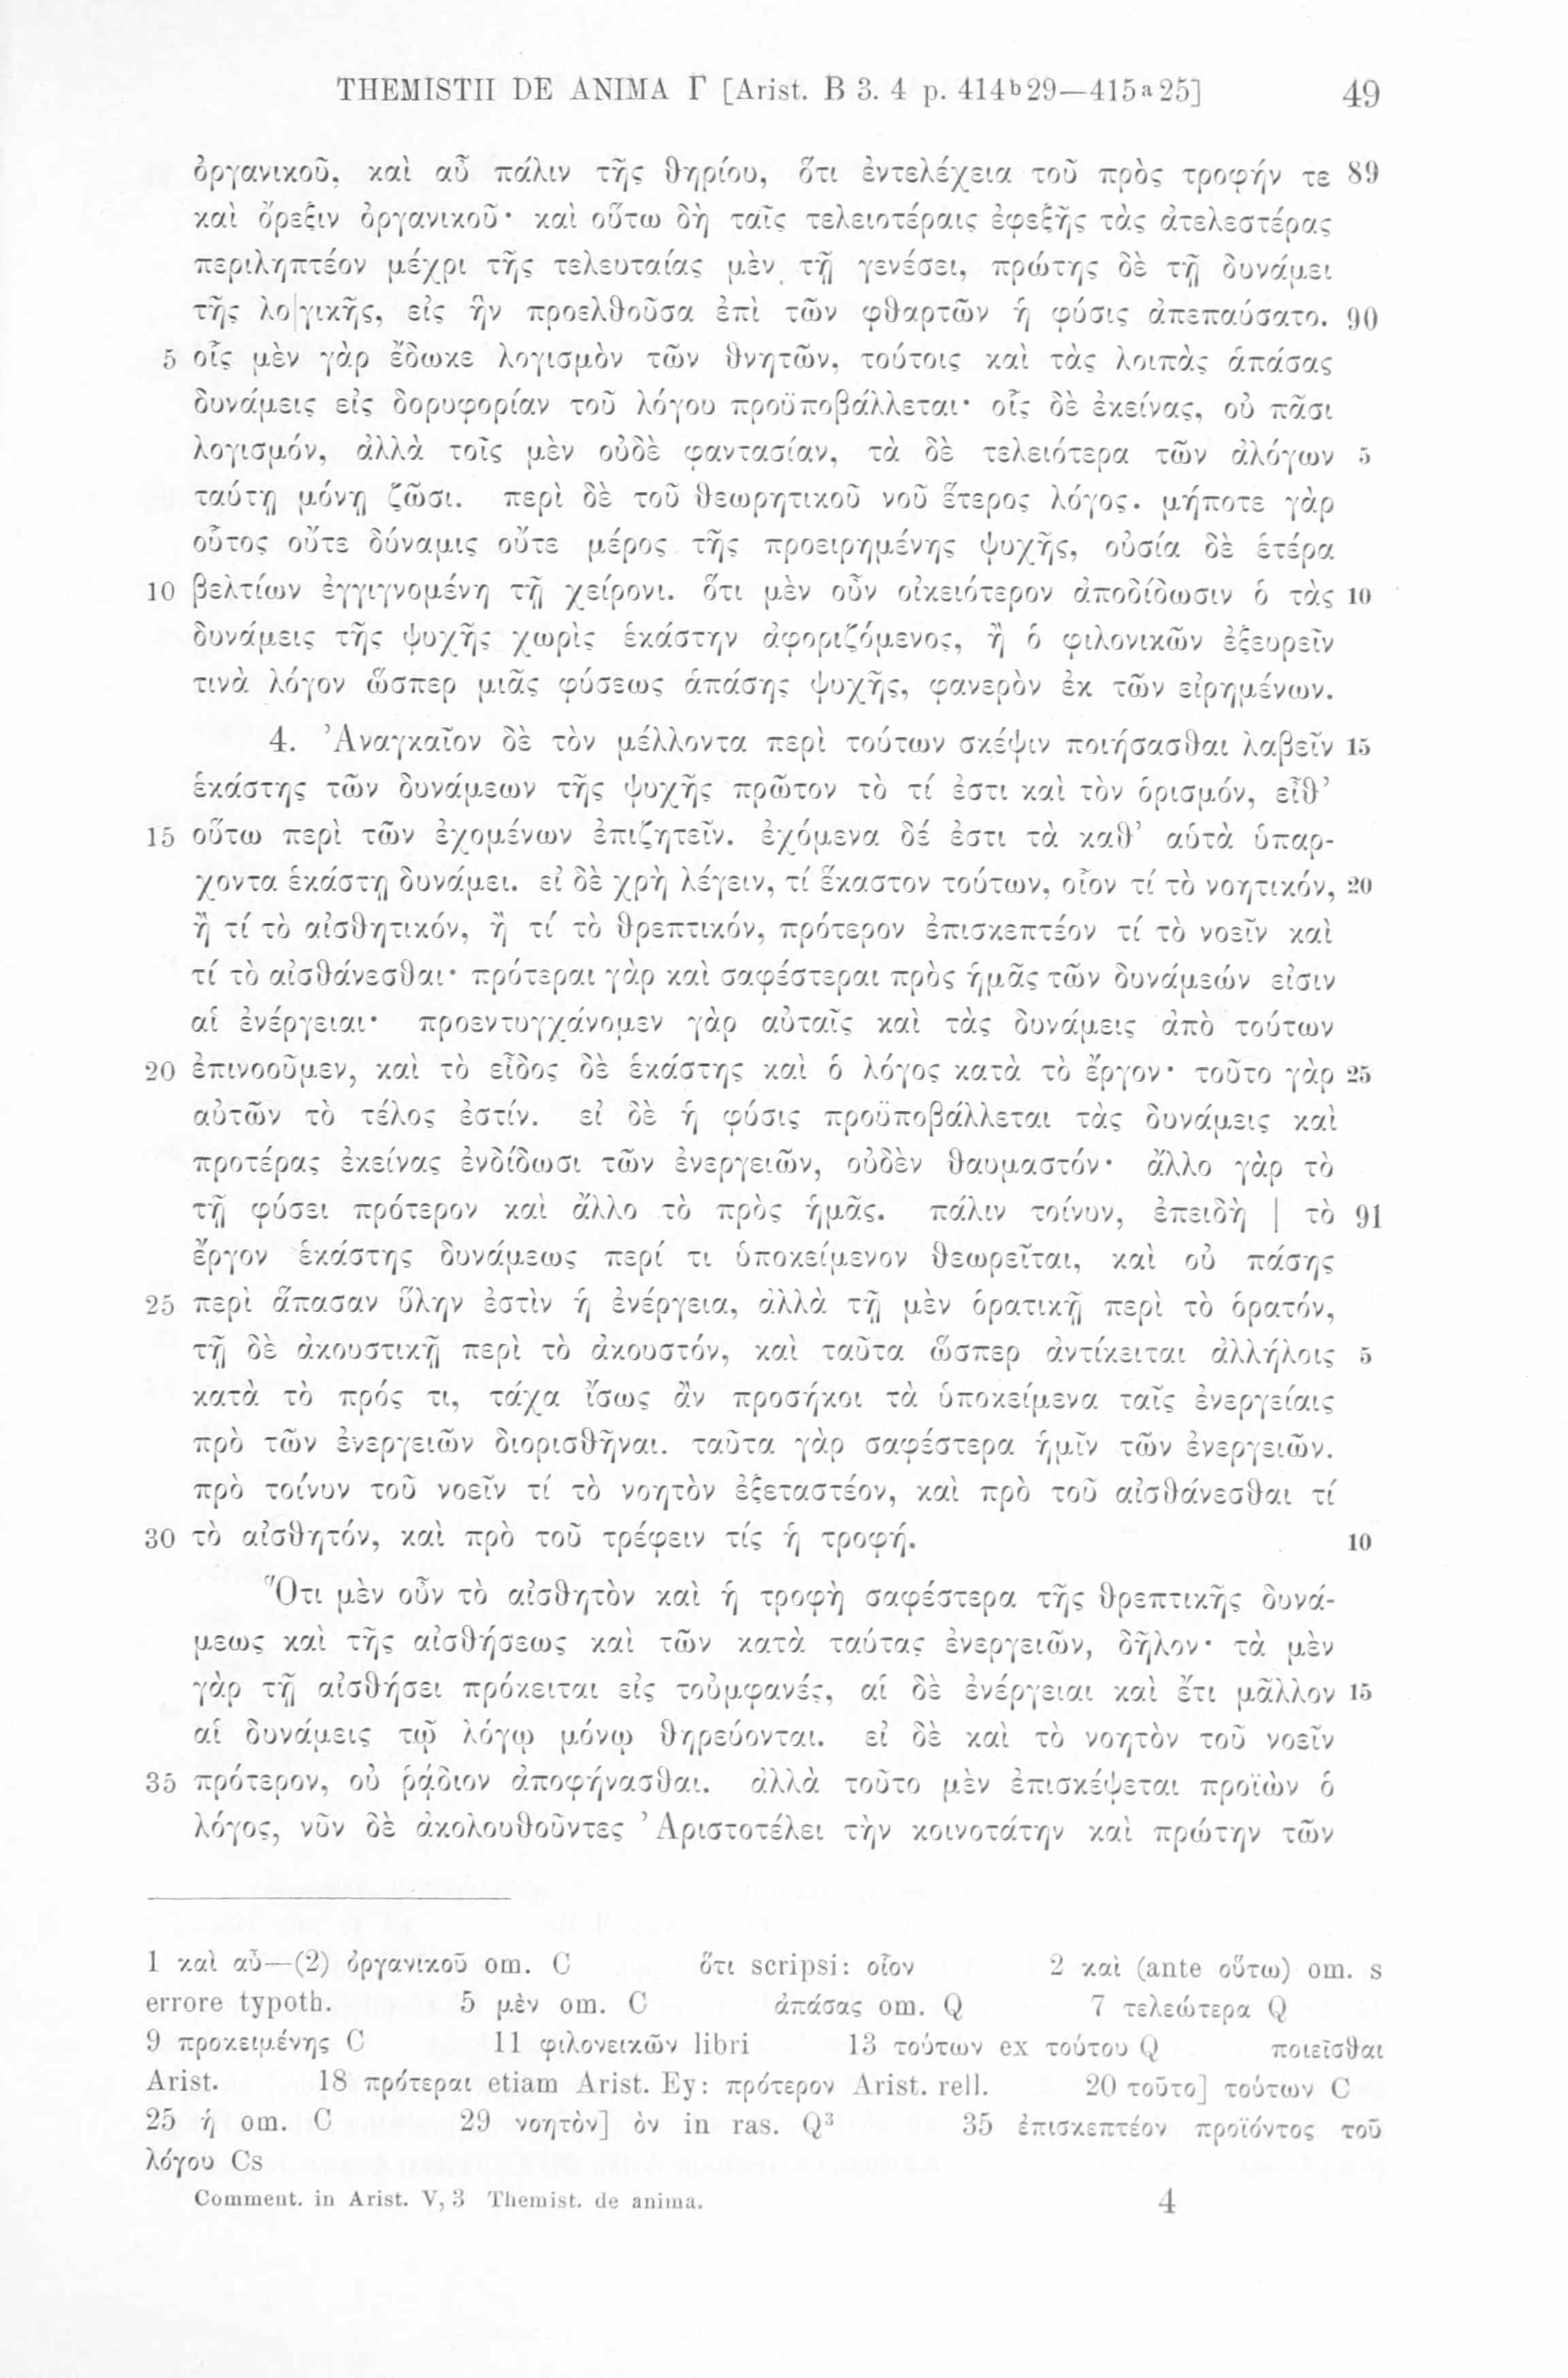 THEMISTII DE ANIMA Γ [Arist. B 3. 4 p. 414b29—415a25] 49
ὀργανικοῦ, καὶ αὖ πάλιν τῆς θηρίου, ὅτι ἐντελέχεια τοῦ πρὸς τροφήν τε 89
καὶ ὄρεξιν ὀργανικοῦ· καὶ οὕτω δὴ ταῖς τελειοτέραις ἐφεξῆς τὰς ἀτελεστέρας
περιληπτέον μέχρι τῆς τελευταίας μὲν τῇ γενέσει, πρώτης δὲ τῇ δυνάμει
τῆς λο|γικῆς, εἰς ἣν προελθοῦσα ἐπὶ τῶν φθαρτῶν ἡ φύσις ἀπεπαύσατο. 90
5 οἷς μὲν γὰρ ἔδωκε λογισμὸν τῶν θνητῶν, τούτοις καὶ τὰς λοιπὰς ἁπάσας
δυνάμεις εἰς δορυφορίαν τοῦ λόγου προϋποβάλλεται· οἷς δὲ ἐκείνας, οὐ πᾶσι
λογισμόν, ἀλλὰ τοῖς μὲν οὐδὲ φαντασίαν, τὰ δὲ τελειότερα τῶν ἀλόγων 5
ταύτῃ μόνῃ ζῶσι. περὶ δὲ τοῦ θεωρητικοῦ νοῦ ἕτερος λόγος. μήποτε γὰρ
οὗτος οὔτε δύναμις οὔτε μέρος τῆς προειρημένης ψυχῆς, οὐσία δὲ ἑτέρα
10 βελτίων ἐγγιγνομένη τῇ χείρονι. ὅτι μὲν οὖν οἰκειότερον ἀποδίδωσιν ὁ τὰς 10
δυνάμεις τῆς ψυχῆς χωρὶς ἑκάστην ἀφοριζόμενος, ἢ ὁ φιλονικῶν ἐξευρεῖν
τινὰ λόγον ὥσπερ μιᾶς φύσεως ἁπάσης ψυχῆς, φανερὸν ἐκ τῶν εἰρημένων.
4. Ἀναγκαῖον δὲ τὸν μέλλοντα περὶ τούτων σκέψιν ποιήσασθαι λαβεῖν 15
ἑκάστης τῶν δυνάμεων τῆς ψυχῆς πρῶτον τὸ τί ἐστι καὶ τὸν ὁρισμόν, εἶθ’
15 οὕτω περὶ τῶν ἐχομένων ἐπιζητεῖν. ἐχόμενα δέ ἐστι τὰ καθ’ αὑτὰ ὑπάρ-
χοντα ἑκάστῃ δυνάμει. εἰ δὲ χρὴ λέγειν, τί ἕκαστον τούτων, οἷον τί τὸ νοητικόν, 20
ἢ τί τὸ αἰσθητικόν, ἢ τί τὸ θρεπτικόν, πρότερον ἐπισκεπτέον τί τὸ νοεῖν καὶ
τί τὸ αἰσθάνεσθαι· πρότεραι γὰρ καὶ σαφέστεραι πρὸς ἡμᾶς τῶν δυνάμεών εἰσιν
αἱ ἐνέργειαι· προεντυγχάνομεν γὰρ αὐταῖς καὶ τὰς δυνάμεις ἀπὸ τούτων
20 ἐπινοοῦμεν, καὶ τὸ εἶδος δὲ ἑκάστης καὶ ὁ λόγος κατὰ τὸ ἔργον· τοῦτο γὰρ 25
αὐτῶν τὸ τέλος ἐστίν. εἰ δὲ ἡ φύσις προϋποβάλλεται τὰς δυνάμεις καὶ
προτέρας ἐκείνας ἐνδίδωσι τῶν ἐνεργειῶν, οὐδὲν θαυμαστόν· ἄλλο γὰρ τὸ
τῇ φύσει πρότερον καὶ ἄλλο τὸ πρὸς ἡμᾶς. πάλιν τοίνυν, ἐπειδὴ | τὸ 91
ἔργον ἑκάστης δυνάμεως περί τι ὑποκείμενον θεωρεῖται, καὶ οὐ πάσης
25 περὶ ἅπασαν ὕλην ἐστὶν ἡ ἐνέργεια, ἀλλὰ τῇ μὲν ὁρατικῇ περὶ τὸ ὁρατόν,
τῇ δὲ ἀκουστικῇ περὶ τὸ ἀκουστόν, καὶ ταῦτα ὥσπερ ἀντίκειται ἀλλήλοις 5
κατὰ τὸ πρός τι, τάχα ἴσως ἂν προσήκοι τὰ ὑποκείμενα ταῖς ἐνεργείαις
πρὸ τῶν ἐνεργειῶν διορισθῆναι. ταῦτα γὰρ σαφέστερα ἡμῖν τῶν ἐνεργειῶν.
πρὸ τοίνυν τοῦ νοεῖν τί τὸ νοητὸν ἐξεταστέον, καὶ πρὸ τοῦ αἰσθάνεσθαι τί
30 τὸ αἰσθητόν, καὶ πρὸ τοῦ τρέφειν τίς ἡ τροφή. 10
Ὅτι μὲν οὖν τὸ αἰσθητὸν καὶ ἡ τροφὴ σαφέστερα τῆς θρεπτικῆς δυνά-
μεως καὶ τῆς αἰσθήσεως καὶ τῶν κατὰ ταύτας ἐνεργειῶν, δῆλον· τὰ μὲν
γὰρ τῇ αἰσθήσει πρόκειται εἰς τοὐμφανές, αἱ δὲ ἐνέργειαι καὶ ἔτι μᾶλλον 15
αἱ δυνάμεις τῷ λόγῳ μόνῳ θηρεύονται. εἰ δὲ καὶ τὸ νοητὸν τοῦ νοεῖν
35 πρότερον, οὐ ῥᾴδιον ἀποφήνασθαι. ἀλλὰ τοῦτο μὲν ἐπισκέψεται προϊὼν ὁ
λόγος, νῦν δὲ ἀκολουθοῦντες Ἀριστοτέλει τὴν κοινοτάτην καὶ πρώτην τῶν
1 καὶ αὖ—(2) ὀργανικοῦ om. C ὅτι scripsi: οἷον 2 καὶ (ante οὕτω) om. s
errore typoth. 5 μὲν om. C ἁπάσας om. Q 7 τελεώτερα Q
9 προκειμένης C 11 φιλονεικῶν libri 13 τούτων ex τούτου Q ποιεῖσθαι
Arist. 18 πρότεραι etiam Arist. Ey: πρότερον Arist. rell. 20 τοῦτο] τούτων C
25 ἡ om. C 29 νοητὸν] ὸν in ras. Q³ 35 ἐπισκεπτέον προϊόντος τοῦ
λόγου Cs
Comment. in Arist. V, 3 Themist. de anima. 4